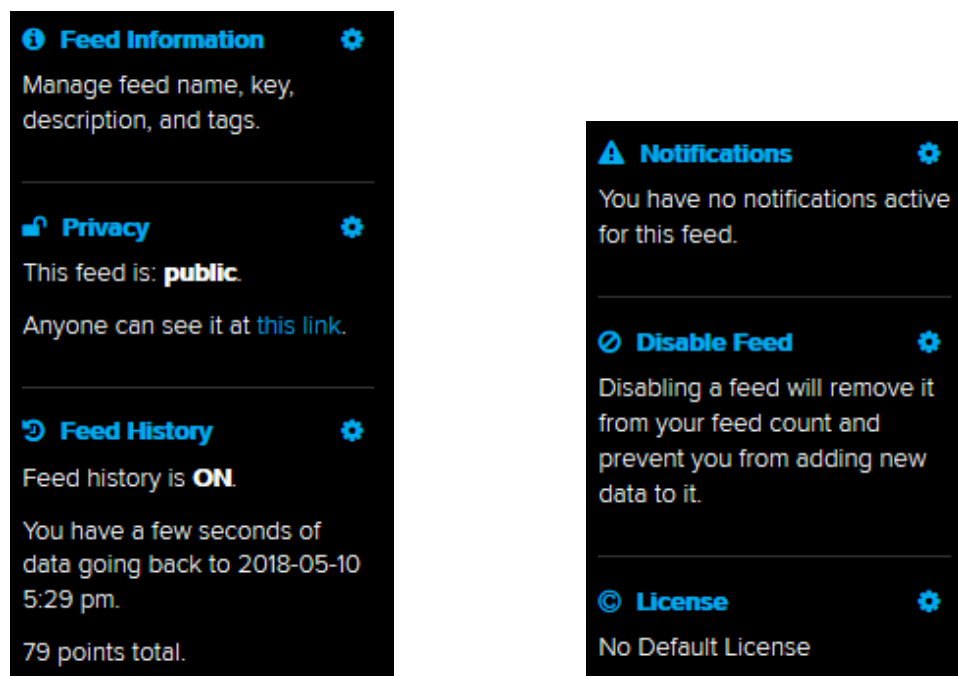 Feed Information
Manage feed name, key,
description, and tags.
Privacy
This feed is: public.
Anyone can see it at this link.
Feed History
Feed history is ON.
You have a few seconds of
data going back to 2018-05-10
5:29 pm.
79 points total.
Notifications
You have no notifications active
for this feed.
Disable Feed
Disabling a feed will remove it
from your feed count and
prevent you from adding new
data to it.
License
No Default License